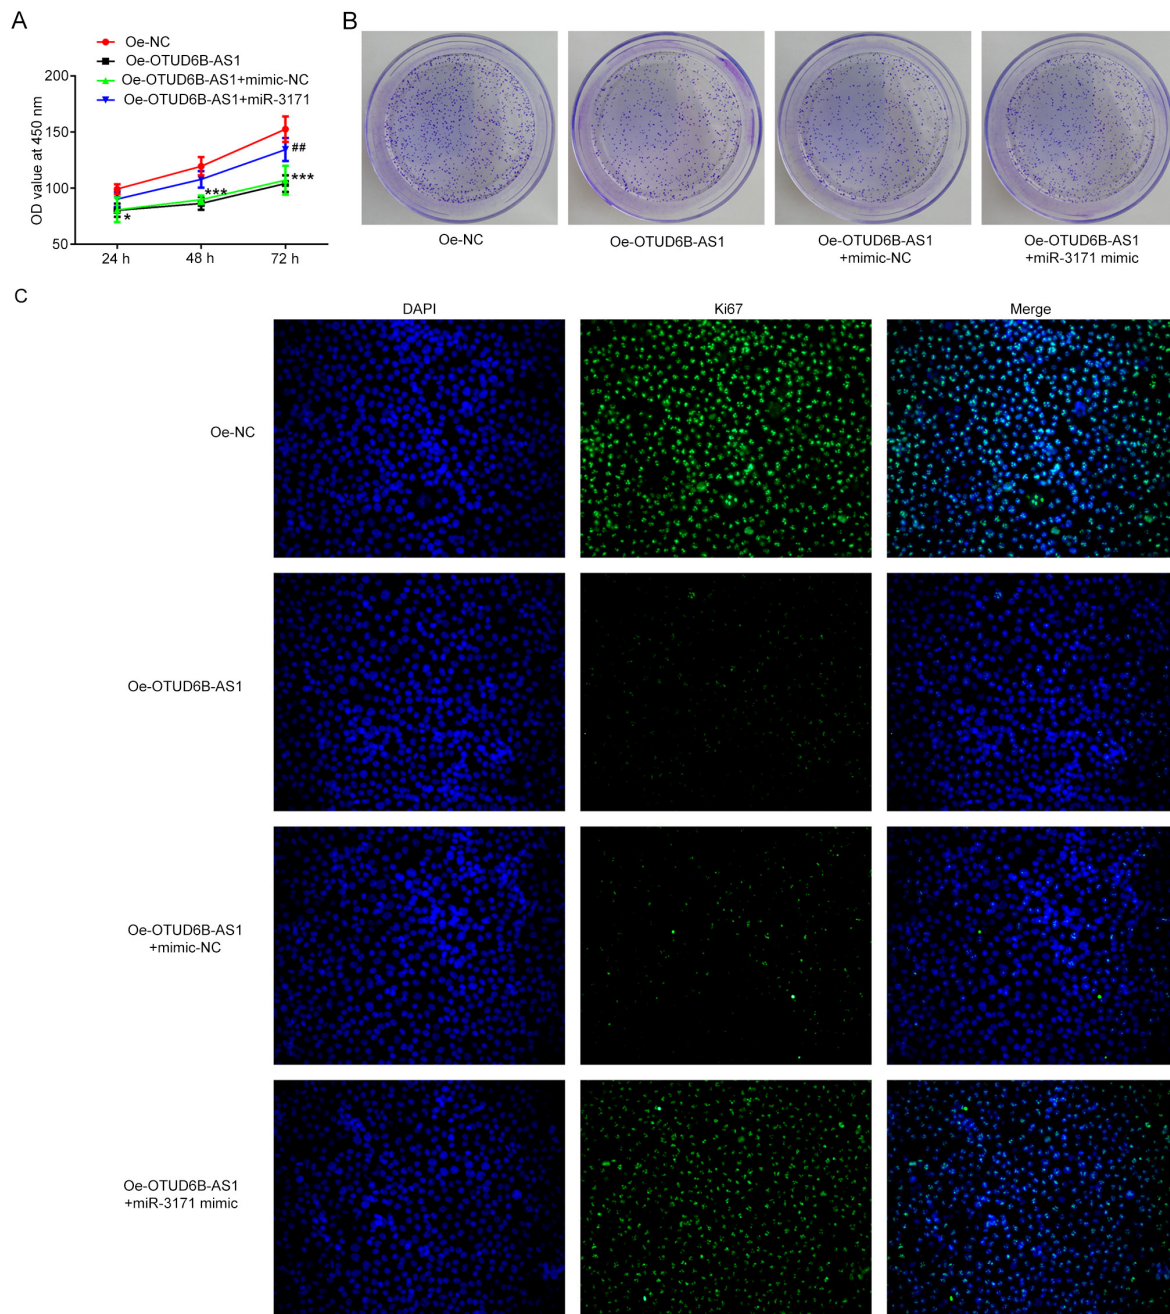 A
Oe-NC
Oe-OTUD6B-AS1
Oe-OTUD6B-AS1+mimic-NC
Oe-OTUD6B-AS1+miR-3171
OD value at 450 nm
200
150
100
50
##
***
***
*
24 h
48 h
72 h
B
Oe-NC
Oe-OTUD6B-AS1
Oe-OTUD6B-AS1
+mimic-NC
Oe-OTUD6B-AS1
+miR-3171 mimic
C
DAPI
Ki67
Merge
Oe-NC
Oe-OTUD6B-AS1
Oe-OTUD6B-AS1
+mimic-NC
Oe-OTUD6B-AS1
+miR-3171 mimic